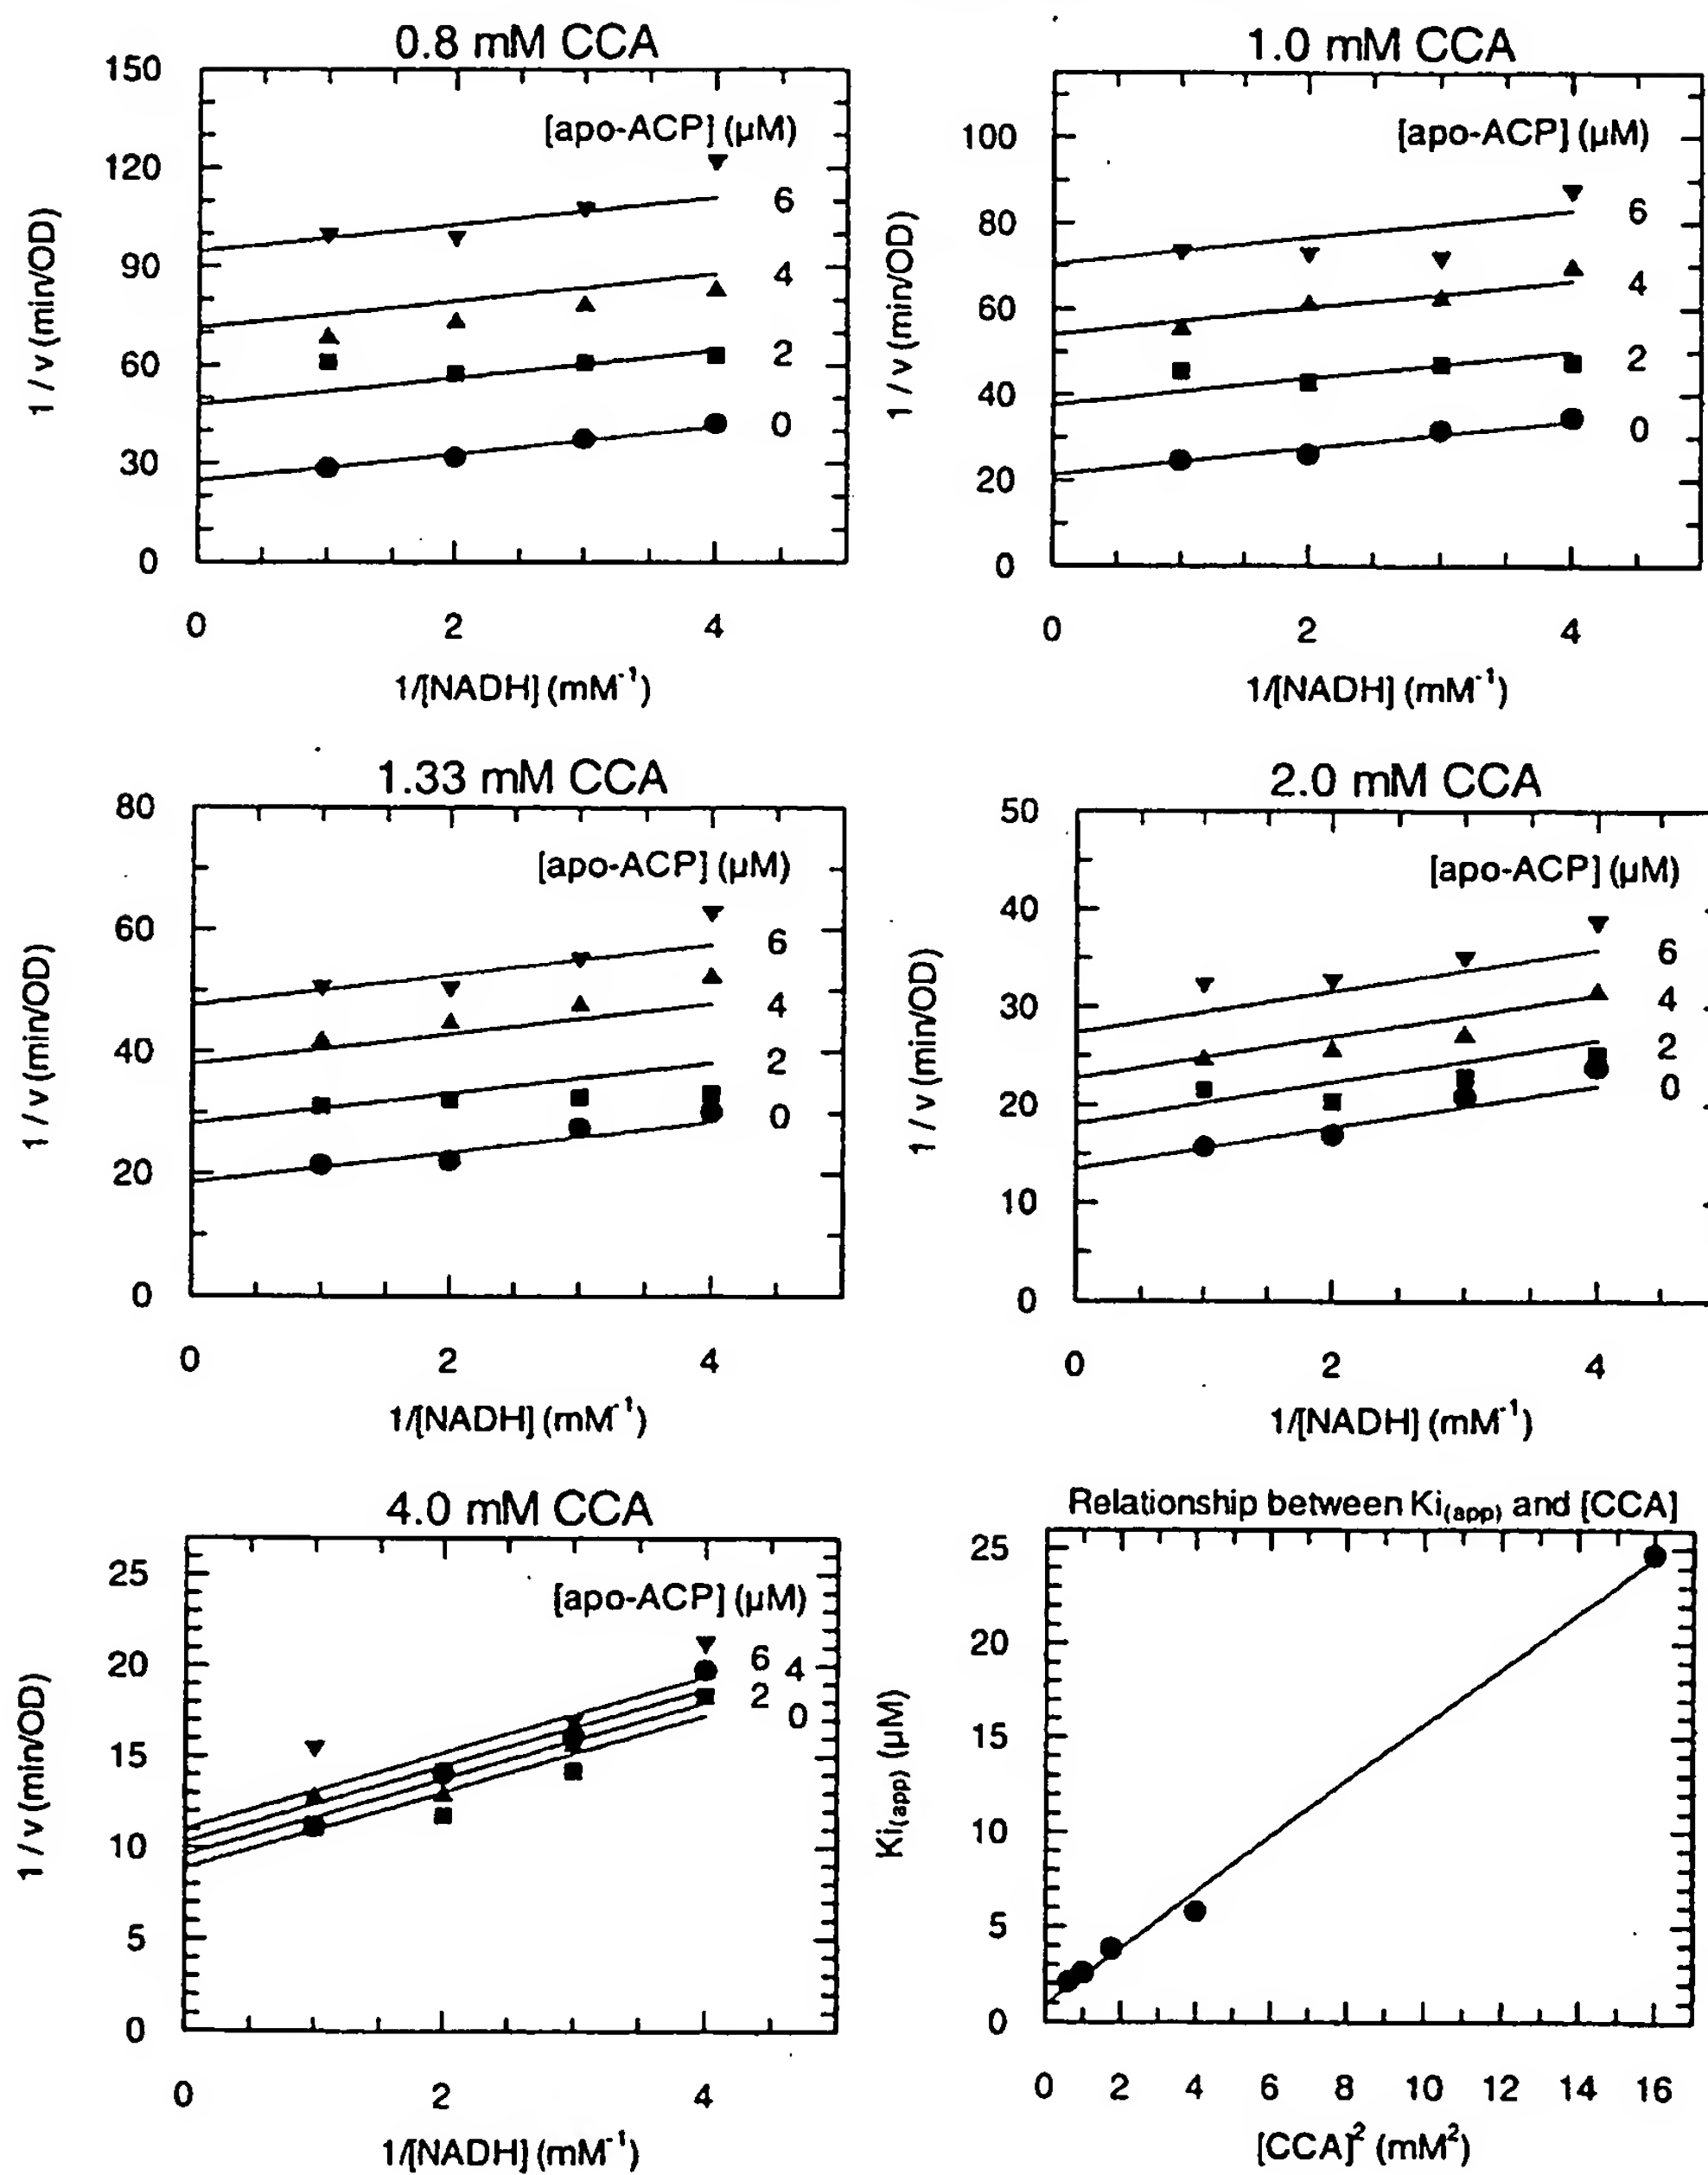 0.8 mM CCA
150
120
90
60
30
0
1 / v (min/OD)
[apo-ACP] (µM)
6
4
2
0
0 2 4
1/[NADH] (mM⁻¹)
1.0 mM CCA
100
80
60
40
20
0
1 / v (min/OD)
[apo-ACP] (µM)
6
4
2
0
0 2 4
1/[NADH] (mM⁻¹)
1.33 mM CCA
80
60
40
20
0
1 / v (min/OD)
[apo-ACP] (µM)
6
4
2
0
0 2 4
1/[NADH] (mM⁻¹)
2.0 mM CCA
50
40
30
20
10
0
1 / v (min/OD)
[apo-ACP] (µM)
6
4
2
0
0 2 4
1/[NADH] (mM⁻¹)
4.0 mM CCA
25
20
15
10
5
0
1 / v (min/OD)
[apo-ACP] (µM)
6 4
2 0
0 2 4
1/[NADH] (mM⁻¹)
Relationship between Ki(app) and [CCA]
25
20
15
10
5
0
Ki(app) (µM)
0 2 4 6 8 10 12 14 16
[CCA]² (mM²)